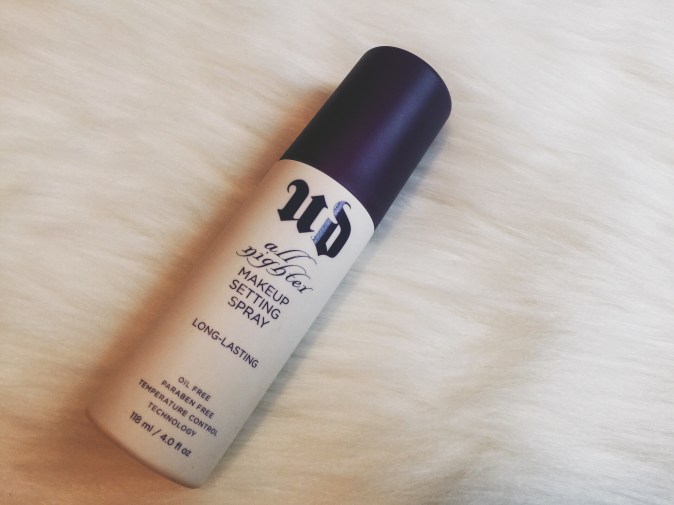 UD
all
nighter
MAKEUP
SETTING
SPRAY
LONG-LASTING
OIL FREE
PARABEN FREE
TEMPERATURE CONTROL
TECHNOLOGY
118 ml / 4.0 fl oz